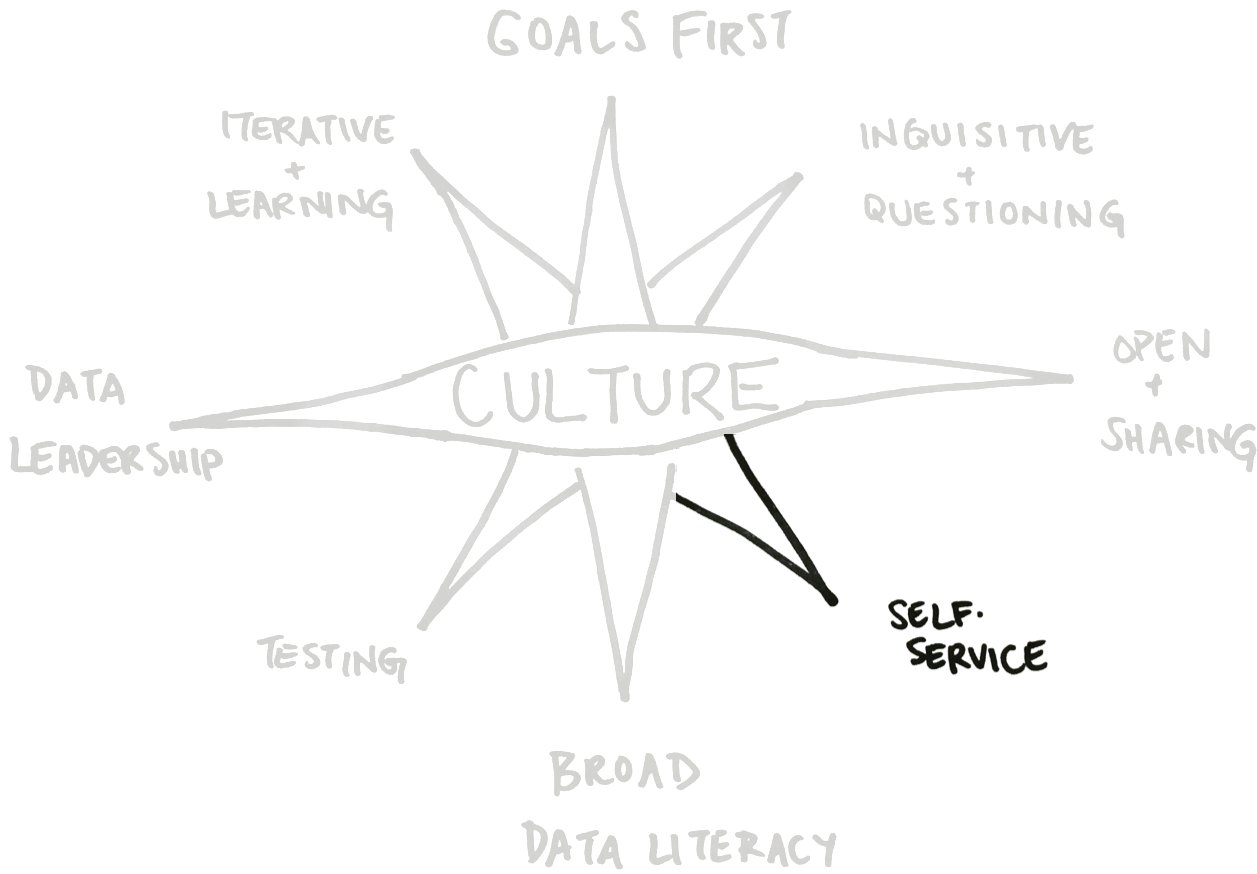 GOALS FIRST
ITERATIVE
+
LEARNING
INQUISITIVE
+
QUESTIONING
DATA
LEADERSHIP
CULTURE
OPEN
+
SHARING
TESTING
SELF-
SERVICE
BROAD
DATA LITERACY